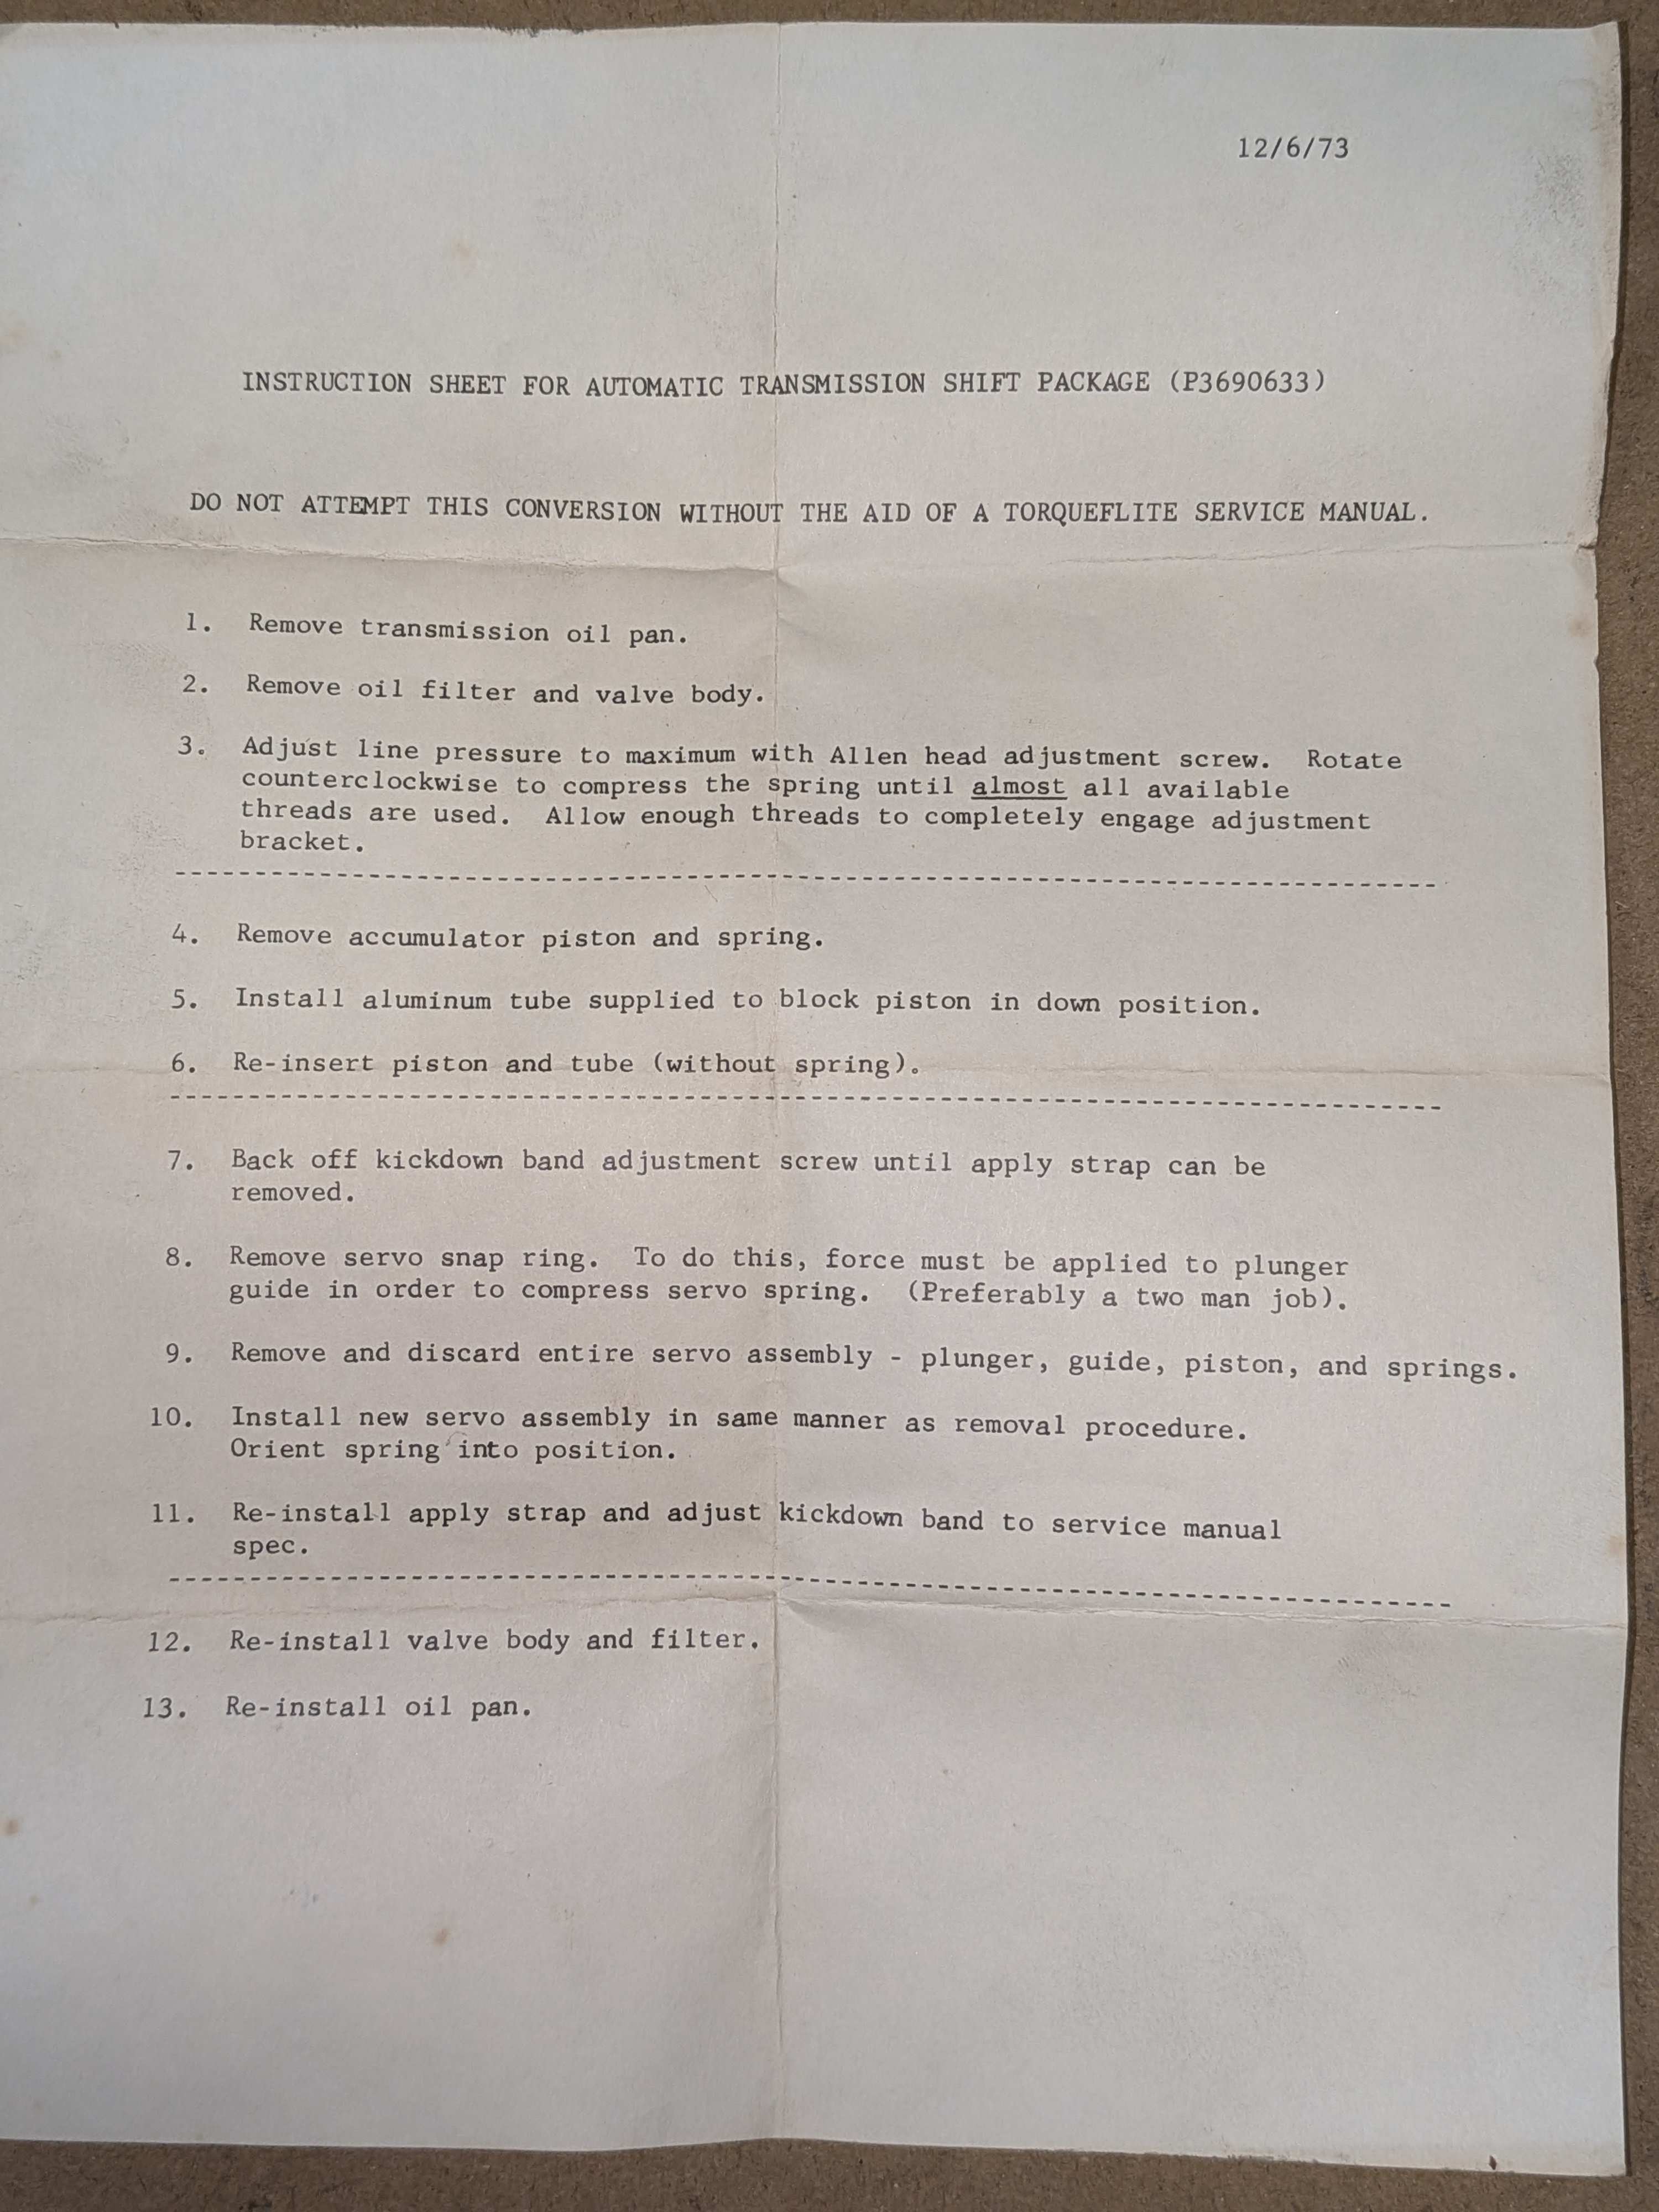 12/6/73
INSTRUCTION SHEET FOR AUTOMATIC TRANSMISSION SHIFT PACKAGE (P3690633)
DO NOT ATTEMPT THIS CONVERSION WITHOUT THE AID OF A TORQUEFLITE SERVICE MANUAL.
1. Remove transmission oil pan.
2. Remove oil filter and valve body.
3. Adjust line pressure to maximum with Allen head adjustment screw. Rotate
counterclockwise to compress the spring until almost all available
threads are used. Allow enough threads to completely engage adjustment
bracket.
4. Remove accumulator piston and spring.
5. Install aluminum tube supplied to block piston in down position.
6. Re-insert piston and tube (without spring).
7. Back off kickdown band adjustment screw until apply strap can be
removed.
8. Remove servo snap ring. To do this, force must be applied to plunger
guide in order to compress servo spring. (Preferably a two man job).
9. Remove and discard entire servo assembly - plunger, guide, piston, and springs.
10. Install new servo assembly in same manner as removal procedure.
Orient spring into position.
11. Re-install apply strap and adjust kickdown band to service manual
spec.
12. Re-install valve body and filter.
13. Re-install oil pan.